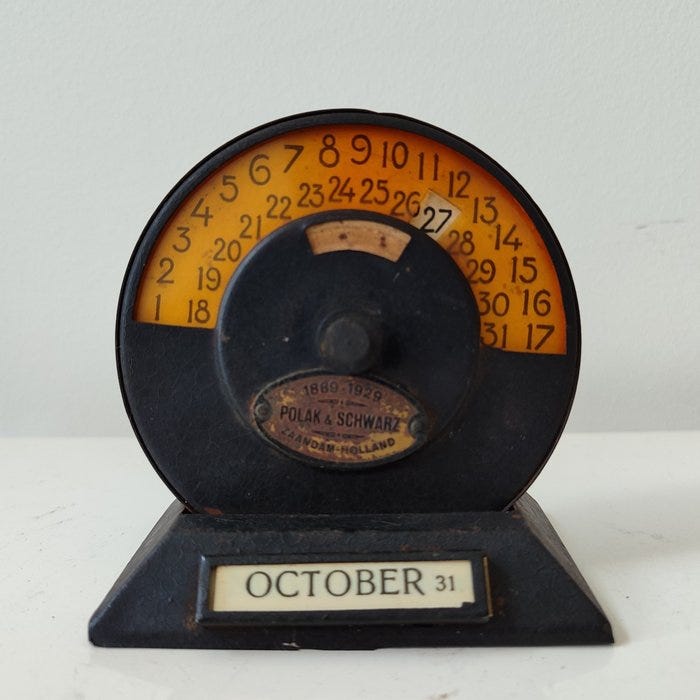 1 2 3 4 5 6 7 8 9 10 11 12 13 14 15 16 17
18 19 20 21 22 23 24 25 26 27 28 29 30 31
1889-1929
POLAK & SCHWARZ
ZAANDAM-HOLLAND
OCTOBER 31